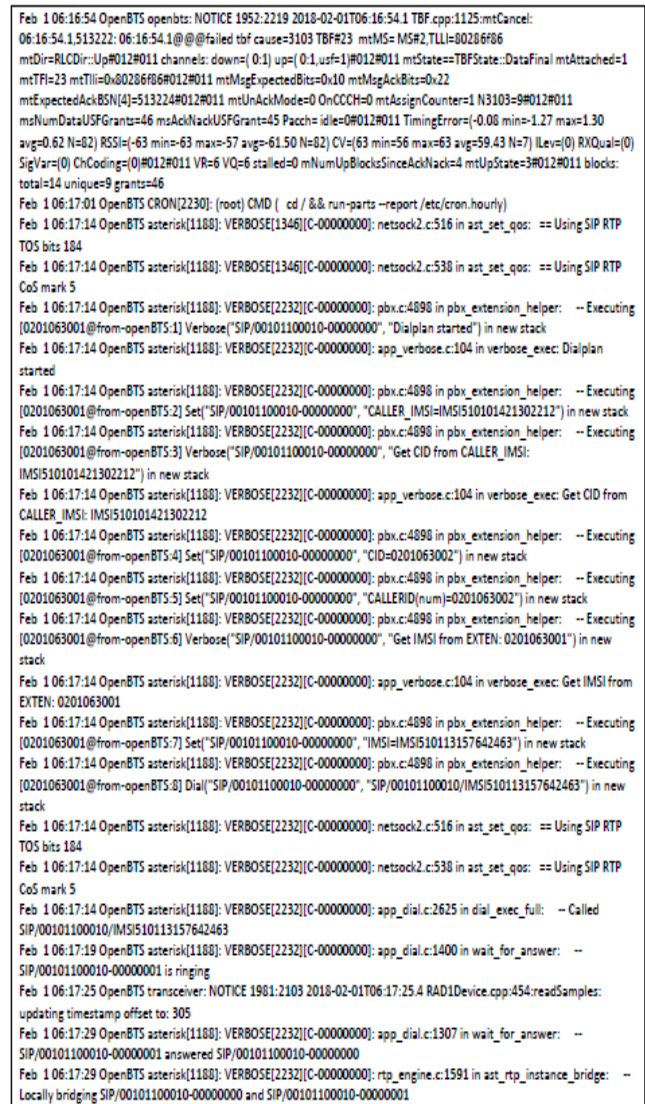 Feb  1 06:16:54 OpenBTS openbts: NOTICE 1952:2219 2018-02-01T06:16:54.1 TBF.cpp:1125:mtCancel:
06:16:54.1,513222: 06:16:54.1@@@failed tbf cause=3103 TBF#23  mtMS= MS#2,TLLI=80286f86
mtDir=RLCDir::Up#012#011 channels: down=( 0:1) up=( 0:1,usf=1)#012#011 mtState==TBFState::DataFinal mtAttached=1
mtTFI=23 mtTlli=0x80286f86#012#011 mtMsgExpectedBits=0x10 mtMsgAckBits=0x22
mtExpectedAckBSN[4]=513224#012#011 mtUnAckMode=0 OnCCCH=0 mtAssignCounter=1 N3103=9#012#011
msNumDataUSFGrants=46 msAckNackUSFGrant=45 Pacch= idle=0#012#011 TimingError=(-0.08 min=-1.27 max=1.30
avg=0.62 N=82) RSSI=(-63 min=-63 max=-57 avg=-61.50 N=82) CV=(63 min=56 max=63 avg=59.43 N=7) ILev=(0) RXQual=(0)
SigVar=(0) ChCoding=(0)#012#011 VR=6 VQ=6 stalled=0 mNumUpBlocksSinceAckNack=4 mtUpState=3#012#011 blocks:
total=14 unique=9 grants=46
Feb  1 06:17:01 OpenBTS CRON[2230]: (root) CMD (   cd / && run-parts --report /etc/cron.hourly)
Feb  1 06:17:14 OpenBTS asterisk[1188]: VERBOSE[1346][C-00000000]: netsock2.c:516 in ast_set_qos:   == Using SIP RTP
TOS bits 184
Feb  1 06:17:14 OpenBTS asterisk[1188]: VERBOSE[1346][C-00000000]: netsock2.c:538 in ast_set_qos:   == Using SIP RTP
CoS mark 5
Feb  1 06:17:14 OpenBTS asterisk[1188]: VERBOSE[2232][C-00000000]: pbx.c:4898 in pbx_extension_helper:     -- Executing
[0201063001@from-openBTS:1] Verbose("SIP/00101100010-00000000", "Dialplan started") in new stack
Feb  1 06:17:14 OpenBTS asterisk[1188]: VERBOSE[2232][C-00000000]: app_verbose.c:104 in verbose_exec: Dialplan
started
Feb  1 06:17:14 OpenBTS asterisk[1188]: VERBOSE[2232][C-00000000]: pbx.c:4898 in pbx_extension_helper:     -- Executing
[0201063001@from-openBTS:2] Set("SIP/00101100010-00000000", "CALLER_IMSI=IMSI510101421302212") in new stack
Feb  1 06:17:14 OpenBTS asterisk[1188]: VERBOSE[2232][C-00000000]: pbx.c:4898 in pbx_extension_helper:     -- Executing
[0201063001@from-openBTS:3] Verbose("SIP/00101100010-00000000", "Get CID from CALLER_IMSI:
IMSI510101421302212") in new stack
Feb  1 06:17:14 OpenBTS asterisk[1188]: VERBOSE[2232][C-00000000]: app_verbose.c:104 in verbose_exec: Get CID from
CALLER_IMSI: IMSI510101421302212
Feb  1 06:17:14 OpenBTS asterisk[1188]: VERBOSE[2232][C-00000000]: pbx.c:4898 in pbx_extension_helper:     -- Executing
[0201063001@from-openBTS:4] Set("SIP/00101100010-00000000", "CID=0201063002") in new stack
Feb  1 06:17:14 OpenBTS asterisk[1188]: VERBOSE[2232][C-00000000]: pbx.c:4898 in pbx_extension_helper:     -- Executing
[0201063001@from-openBTS:5] Set("SIP/00101100010-00000000", "CALLERID(num)=0201063002") in new stack
Feb  1 06:17:14 OpenBTS asterisk[1188]: VERBOSE[2232][C-00000000]: pbx.c:4898 in pbx_extension_helper:     -- Executing
[0201063001@from-openBTS:6] Verbose("SIP/00101100010-00000000", "Get IMSI from EXTEN: 0201063001") in new
stack
Feb  1 06:17:14 OpenBTS asterisk[1188]: VERBOSE[2232][C-00000000]: app_verbose.c:104 in verbose_exec: Get IMSI from
EXTEN: 0201063001
Feb  1 06:17:14 OpenBTS asterisk[1188]: VERBOSE[2232][C-00000000]: pbx.c:4898 in pbx_extension_helper:     -- Executing
[0201063001@from-openBTS:7] Set("SIP/00101100010-00000000", "IMSI=IMSI510113157642463") in new stack
Feb  1 06:17:14 OpenBTS asterisk[1188]: VERBOSE[2232][C-00000000]: pbx.c:4898 in pbx_extension_helper:     -- Executing
[0201063001@from-openBTS:8] Dial("SIP/00101100010-00000000", "SIP/00101100010/IMSI510113157642463") in new
stack
Feb  1 06:17:14 OpenBTS asterisk[1188]: VERBOSE[2232][C-00000000]: netsock2.c:516 in ast_set_qos:   == Using SIP RTP
TOS bits 184
Feb  1 06:17:14 OpenBTS asterisk[1188]: VERBOSE[2232][C-00000000]: netsock2.c:538 in ast_set_qos:   == Using SIP RTP
CoS mark 5
Feb  1 06:17:14 OpenBTS asterisk[1188]: VERBOSE[2232][C-00000000]: app_dial.c:2625 in dial_exec_full:     -- Called
SIP/00101100010/IMSI510113157642463
Feb  1 06:17:19 OpenBTS asterisk[1188]: VERBOSE[2232][C-00000000]: app_dial.c:1400 in wait_for_answer:     --
SIP/00101100010-00000001 is ringing
Feb  1 06:17:25 OpenBTS transceiver: NOTICE 1981:2103 2018-02-01T06:17:25.4 RAD1Device.cpp:454:readSamples:
updating timestamp offset to: 305
Feb  1 06:17:29 OpenBTS asterisk[1188]: VERBOSE[2232][C-00000000]: app_dial.c:1307 in wait_for_answer:     --
SIP/00101100010-00000001 answered SIP/00101100010-00000000
Feb  1 06:17:29 OpenBTS asterisk[1188]: VERBOSE[2232][C-00000000]: rtp_engine.c:1591 in ast_rtp_instance_bridge:     --
Locally bridging SIP/00101100010-00000000 and SIP/00101100010-00000001